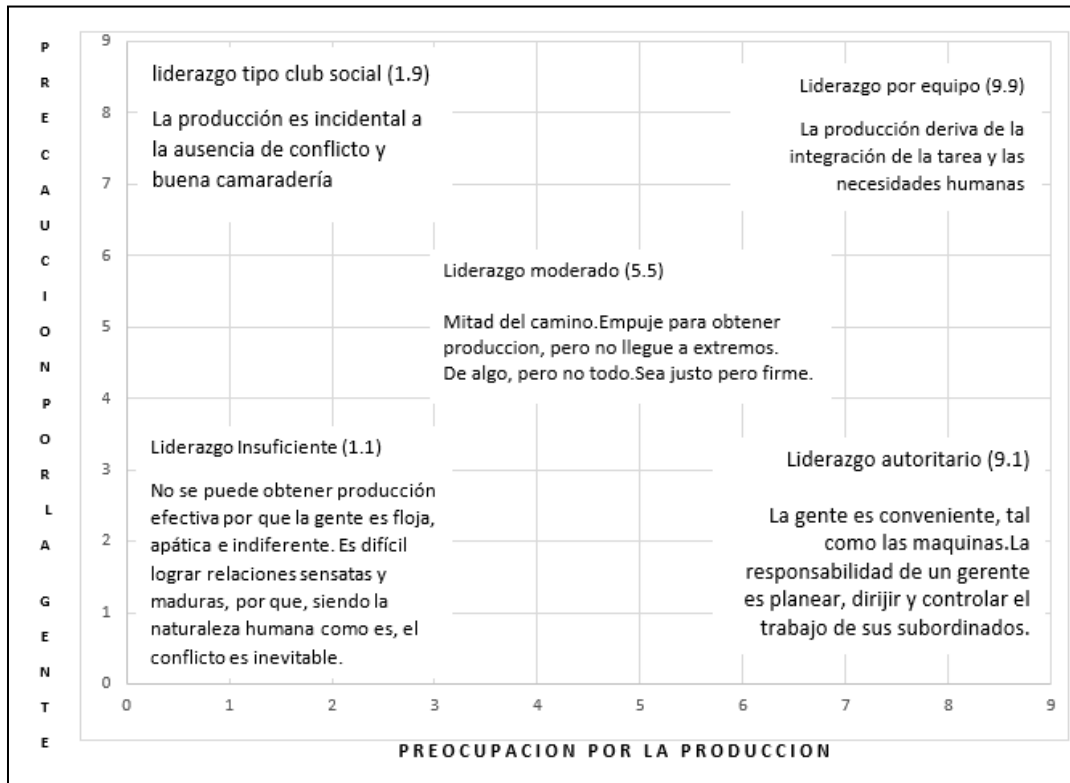 PRECAUCION POR LA GENTE
9
8
7
6
5
4
3
2
1
0
liderazgo tipo club social (1.9)
La producción es incidental a
la ausencia de conflicto y
buena camaradería
Liderazgo por equipo (9.9)
La producción deriva de la
integración de la tarea y las
necesidades humanas
Liderazgo moderado (5.5)
Mitad del camino.Empuje para obtener
produccion, pero no llegue a extremos.
De algo, pero no todo.Sea justo pero firme.
Liderazgo Insuficiente (1.1)
No se puede obtener producción
efectiva por que la gente es floja,
apática e indiferente. Es difícil
lograr relaciones sensatas y
maduras, por que, siendo la
naturaleza humana como es, el
conflicto es inevitable.
Liderazgo autoritario (9.1)
La gente es conveniente, tal
como las maquinas.La
responsabilidad de un gerente
es planear, dirijir y controlar el
trabajo de sus subordinados.
0 1 2 3 4 5 6 7 8 9
PREOCUPACION POR LA PRODUCCION